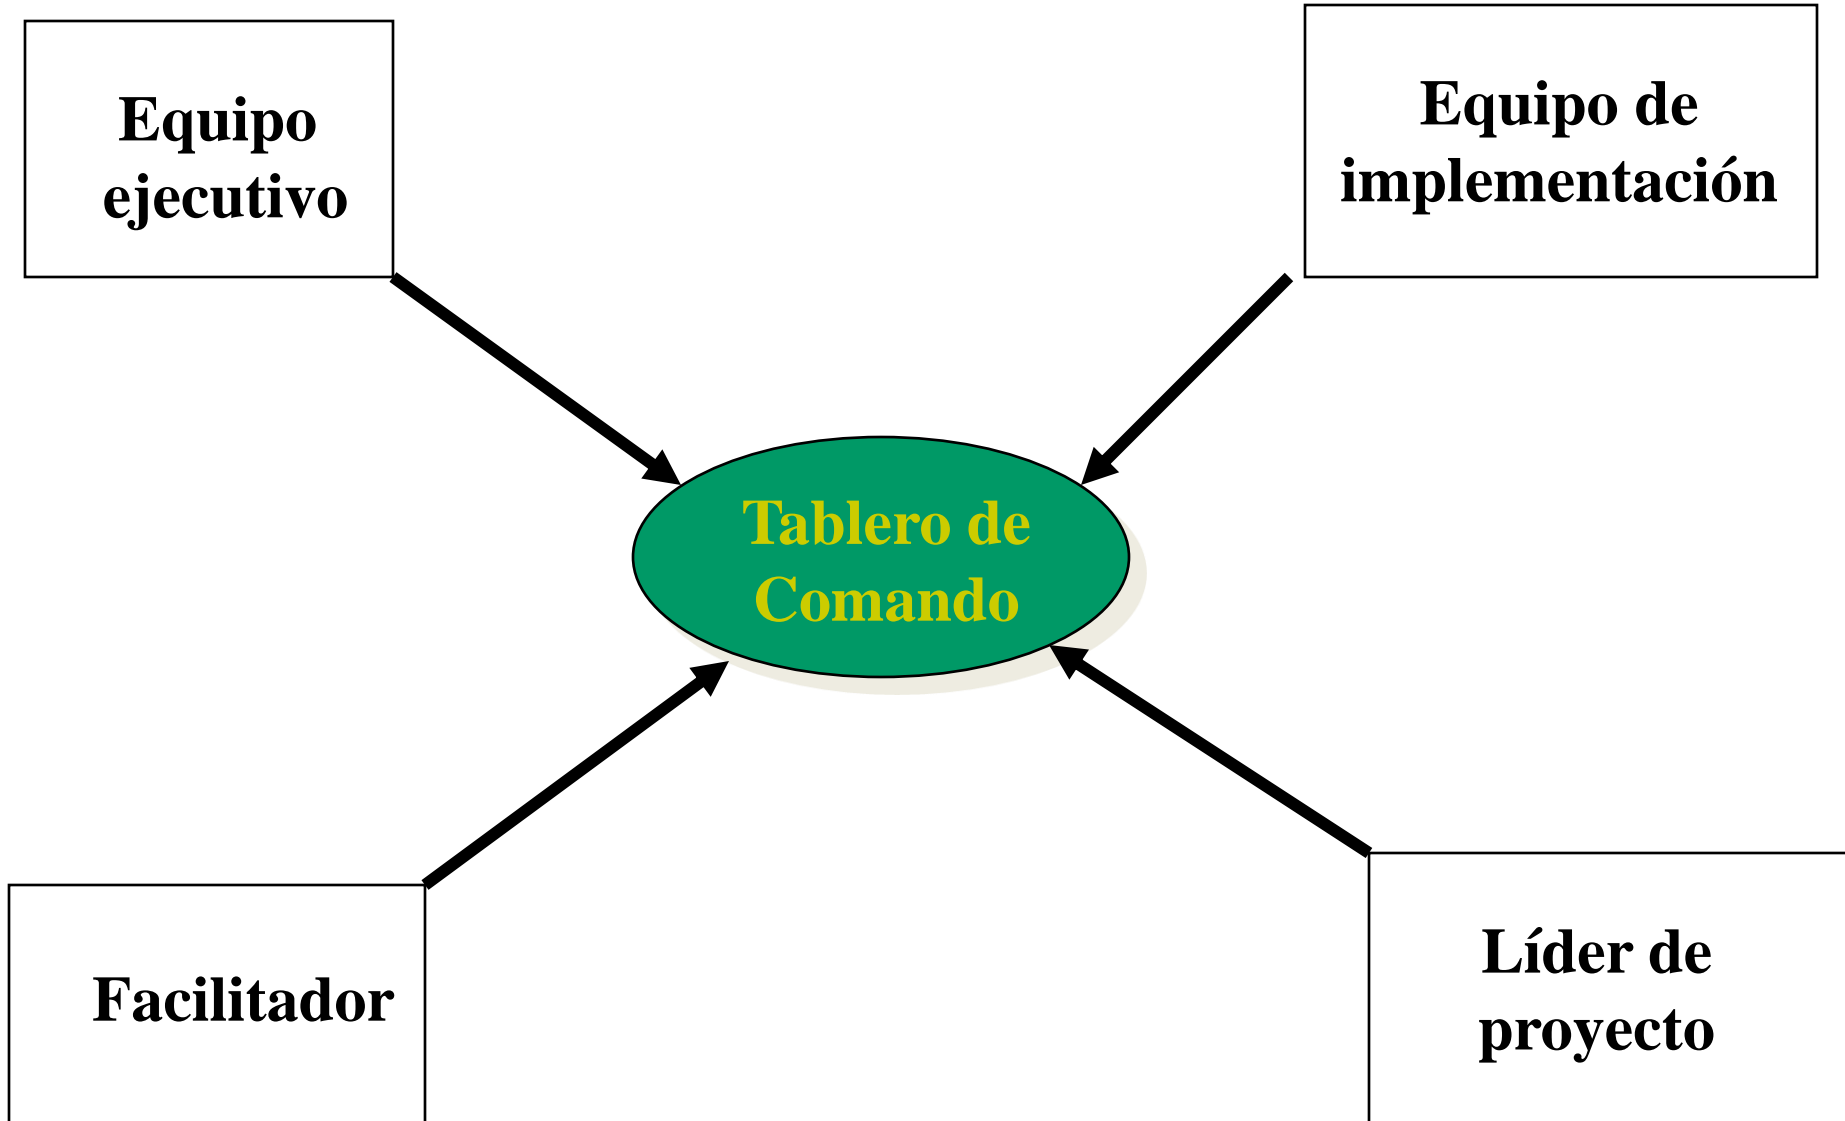 Equipo
ejecutivo
Equipo de
implementación
Tablero de
Comando
Facilitador
Líder de
proyecto